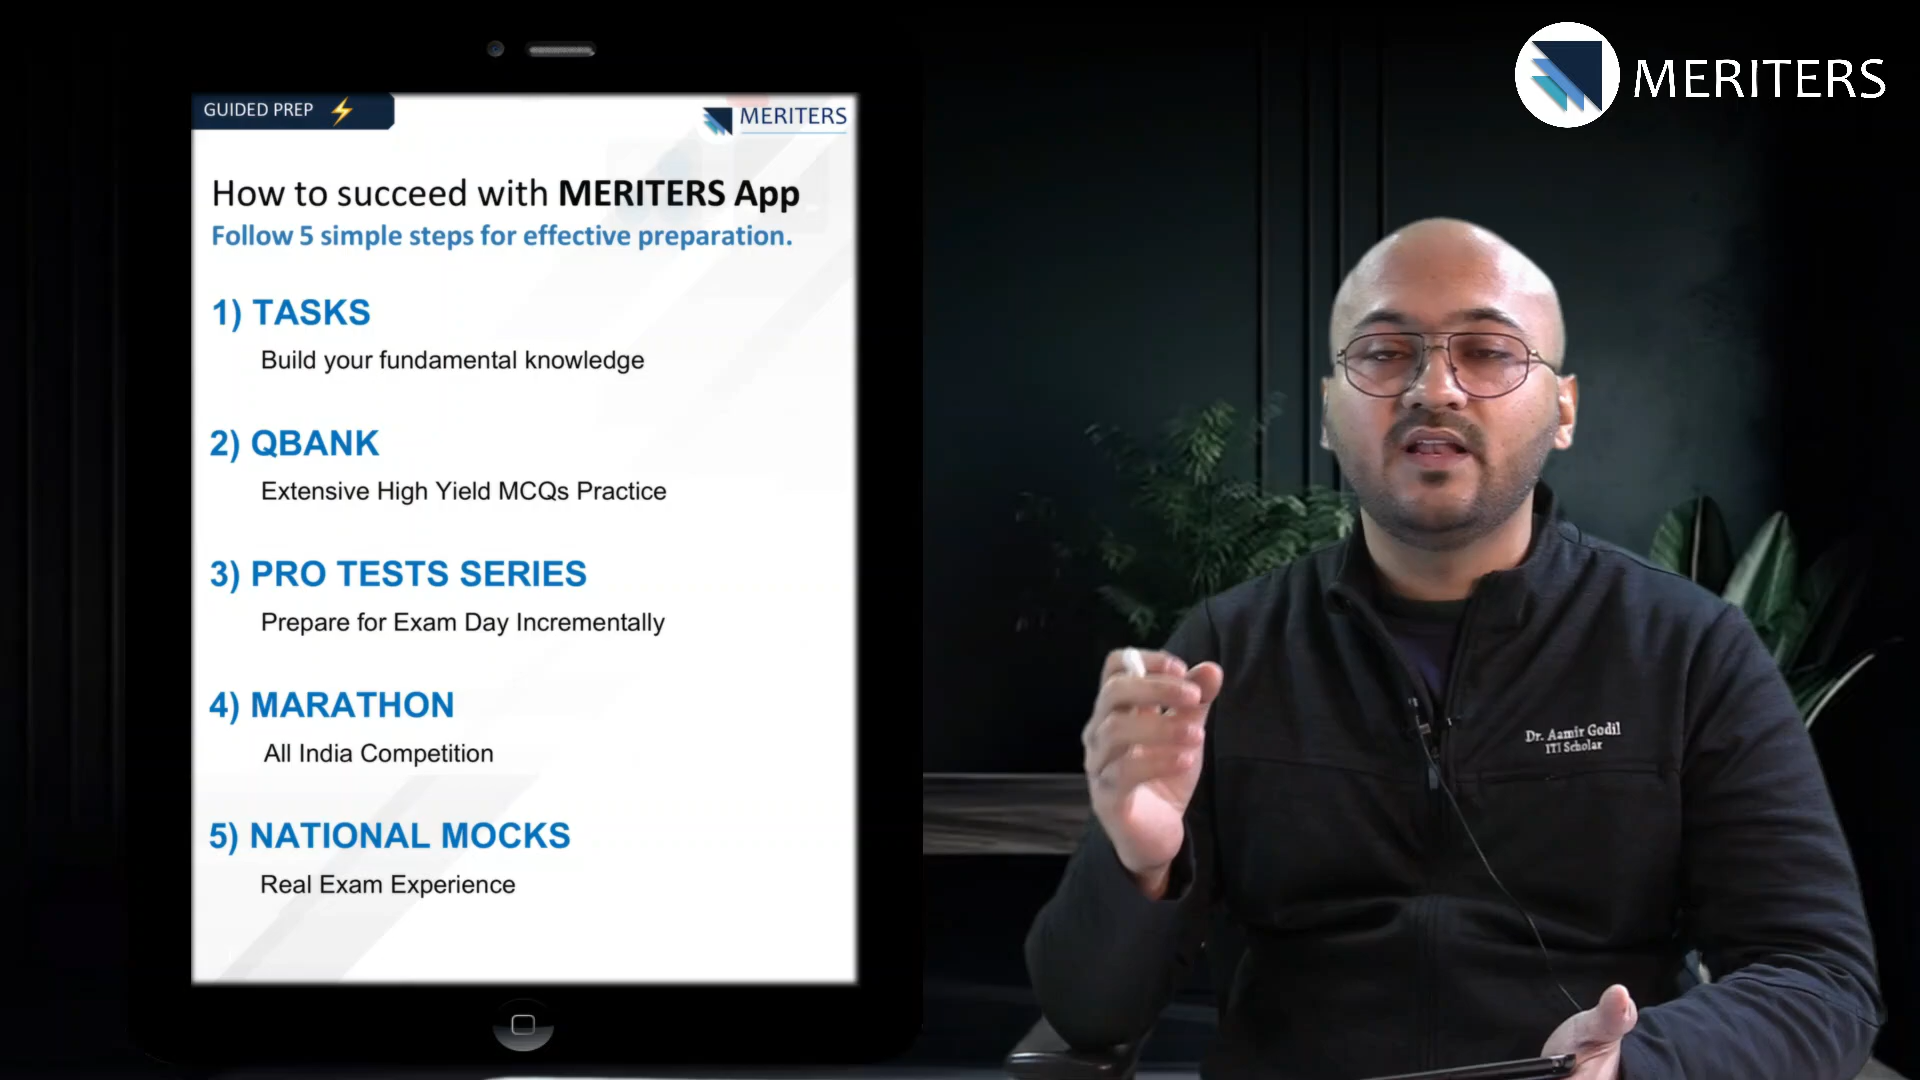 GUIDED PREP
MERITERS
How to succeed with MERITERS App
Follow 5 simple steps for effective preparation.
1) TASKS
Build your fundamental knowledge
2) QBANK
Extensive High Yield MCQs Practice
3) PRO TESTS SERIES
Prepare for Exam Day Incrementally
4) MARATHON
All India Competition
5) NATIONAL MOCKS
Real Exam Experience
MERITERS
Dr. Aamir Godil
ITI Scholar